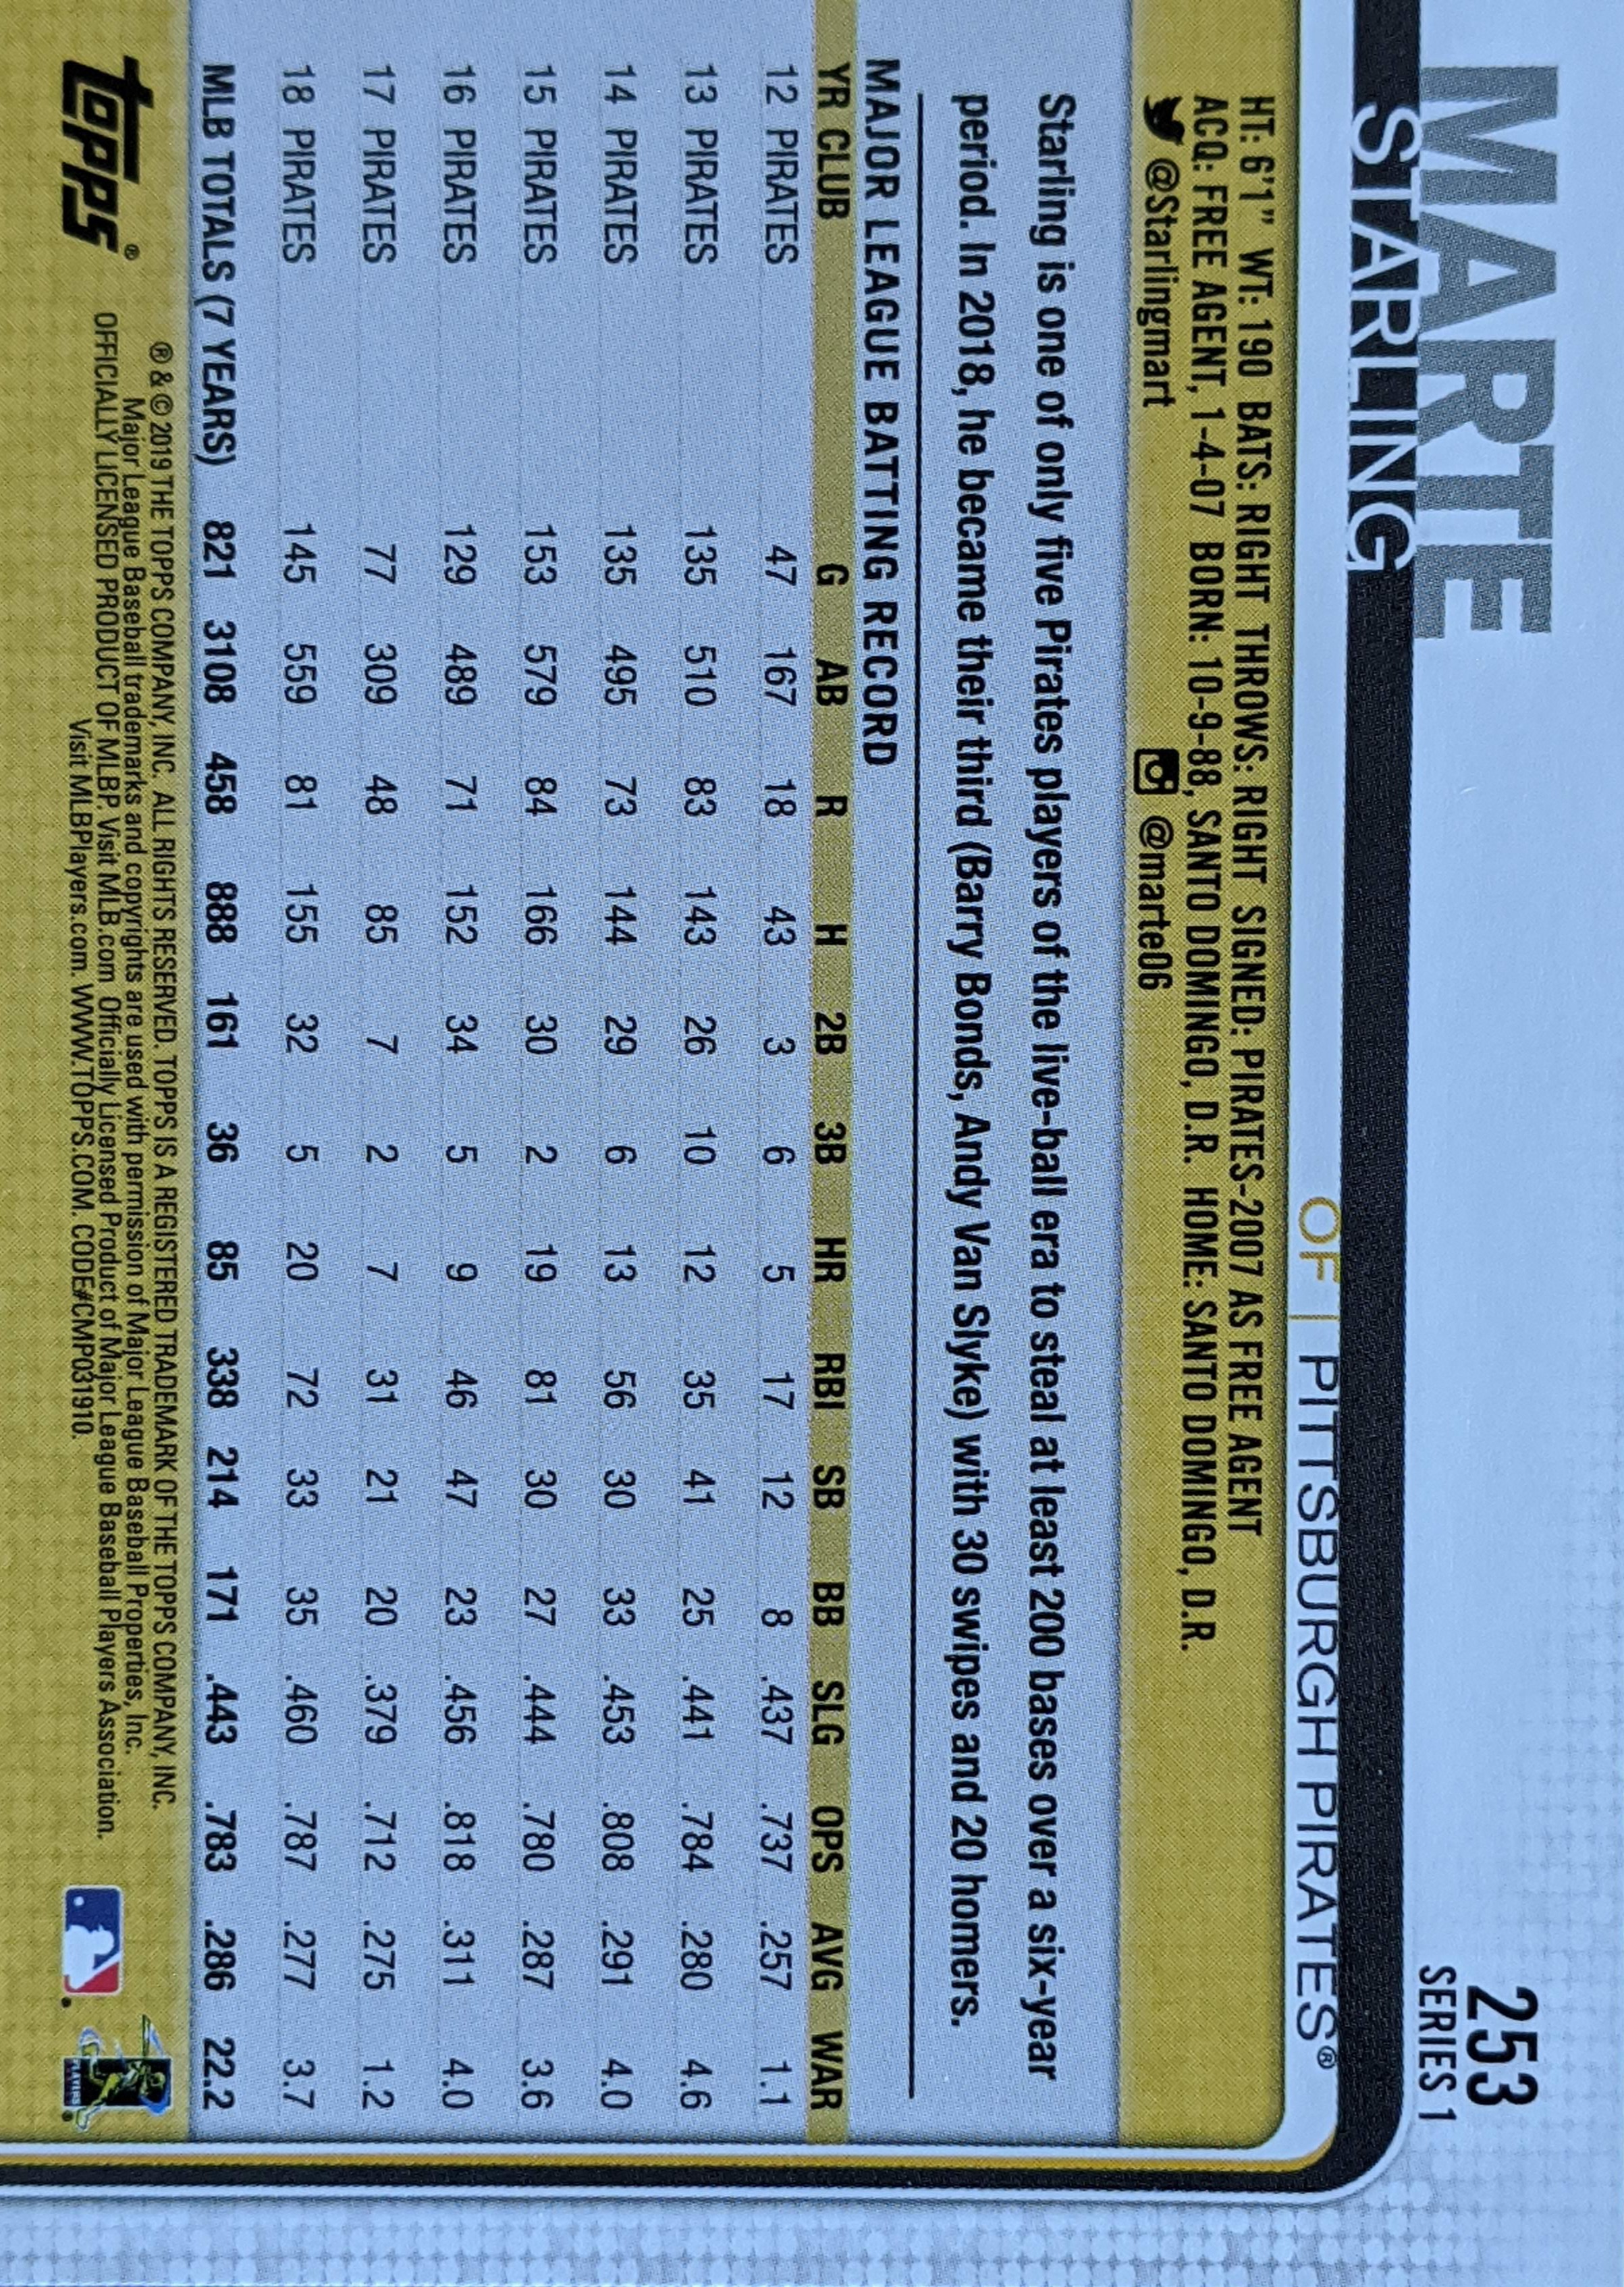 253
SERIES 1
MARTE
STARLING
OF | PITTSBURGH PIRATES®
HT: 6'1" WT: 190 BATS: RIGHT THROWS: RIGHT SIGNED: PIRATES-2007 AS FREE AGENT
ACQ: FREE AGENT, 1-4-07 BORN: 10-9-88, SANTO DOMINGO, D.R. HOME: SANTO DOMINGO, D.R.
@Starlingmart @marte06
Starling is one of only five Pirates players of the live-ball era to steal at least 200 bases over a six-year
period. In 2018, he became their third (Barry Bonds, Andy Van Slyke) with 30 swipes and 20 homers.
MAJOR LEAGUE BATTING RECORD
YR CLUB G AB R H 2B 3B HR RBI SB BB SLG OPS AVG WAR
12 PIRATES 47 167 18 43 3 6 5 17 12 8 .437 .737 .257 1.1
13 PIRATES 135 510 83 143 26 10 12 35 41 25 .441 .784 .280 4.6
14 PIRATES 135 495 73 144 29 6 13 56 30 33 .453 .808 .291 4.0
15 PIRATES 153 579 84 166 30 2 19 81 30 27 .444 .780 .287 3.6
16 PIRATES 129 489 71 152 34 5 9 46 47 23 .456 .818 .311 4.0
17 PIRATES 77 309 48 85 7 2 7 31 21 20 .379 .712 .275 1.2
18 PIRATES 145 559 81 155 32 5 20 72 33 35 .460 .787 .277 3.7
MLB TOTALS (7 YEARS) 821 3108 458 888 161 36 85 338 214 171 .443 .783 .286 22.2
topps®
® & © 2019 THE TOPPS COMPANY, INC. ALL RIGHTS RESERVED. TOPPS IS A REGISTERED TRADEMARK OF THE TOPPS COMPANY, INC.
Major League Baseball trademarks and copyrights are used with permission of Major League Baseball Properties, Inc.
OFFICIALLY LICENSED PRODUCT OF MLBP. Visit MLB.com Officially Licensed Product of Major League Baseball Players Association.
Visit MLBPlayers.com. WWW.TOPPS.COM. CODE#CMP031910.